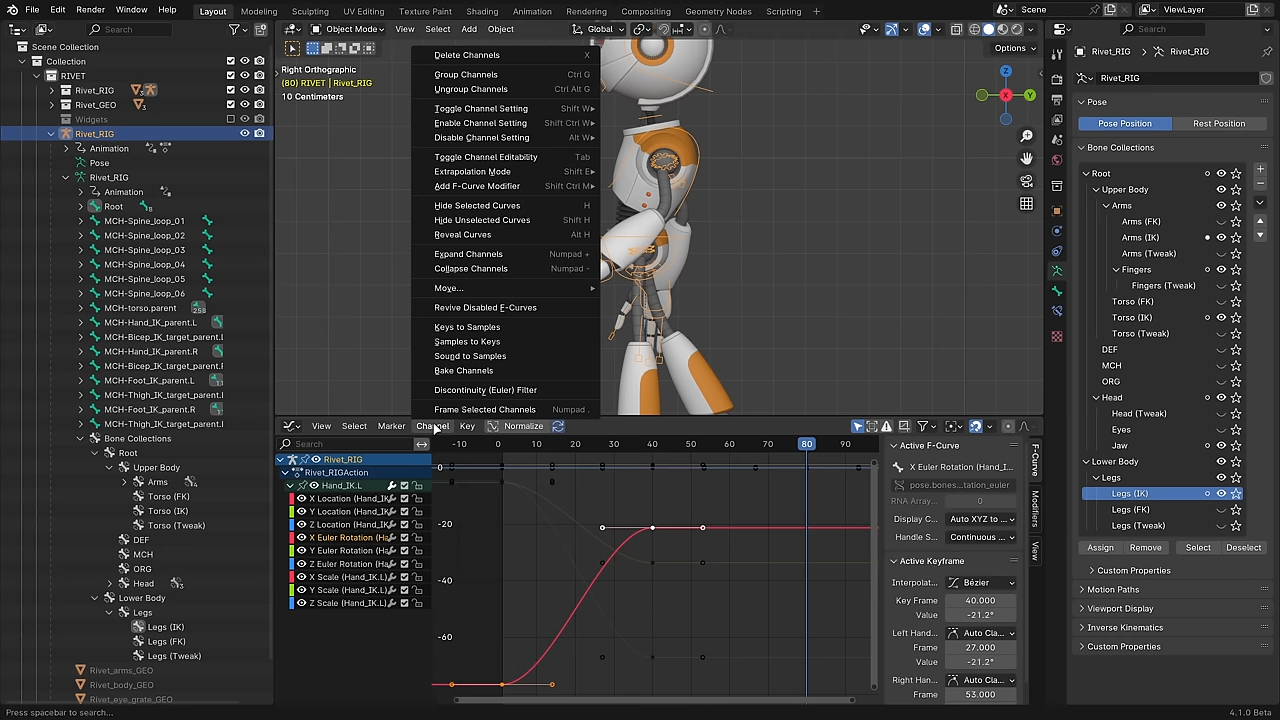 File Edit Render Window Help
Layout Modeling Sculpting UV Editing Texture Paint Shading Animation Rendering Compositing Geometry Nodes Scripting +
Scene
ViewLayer
Search
Scene Collection
Collection
RIVET
Rivet_RIG
Rivet_GEO
Widgets
Rivet_RIG
Animation
Pose
Rivet_RIG
Animation
Root
MCH-Spine_loop_01
MCH-Spine_loop_02
MCH-Spine_loop_03
MCH-Spine_loop_04
MCH-Spine_loop_05
MCH-Spine_loop_06
MCH-torso.parent
MCH-Hand_IK_parent.L
MCH-Bicep_IK_target_parent.l
MCH-Hand_IK_parent.R
MCH-Bicep_IK_target_parent.F
MCH-Foot_IK_parent.L
MCH-Thigh_IK_target_parent.l
MCH-Foot_IK_parent.R
MCH-Thigh_IK_target_parent.l
Bone Collections
Root
Upper Body
Arms
Torso (FK)
Torso (IK)
Torso (Tweak)
DEF
MCH
ORG
Head
Lower Body
Legs
Legs (IK)
Legs (FK)
Legs (Tweak)
Rivet_arms_GEO
Rivet_body_GEO
Rivet_eye_grate_GEO
Press spacebar to search...
Object Mode View Select Add Object
Global
Options
Right Orthographic
(80) RIVET | Rivet_RIG
10 Centimeters
Z
X
Y
Delete Channels X
Group Channels Ctrl G
Ungroup Channels Ctrl Alt G
Toggle Channel Setting Shift W
Enable Channel Setting Shift Ctrl W
Disable Channel Setting Alt W
Toggle Channel Editability Tab
Extrapolation Mode Shift E
Add F-Curve Modifier Shift Ctrl M
Hide Selected Curves H
Hide Unselected Curves Shift H
Reveal Curves Alt H
Expand Channels Numpad +
Collapse Channels Numpad -
Move...
Revive Disabled F-Curves
Keys to Samples
Samples to Keys
Sound to Samples
Bake Channels
Discontinuity (Euler) Filter
Frame Selected Channels Numpad .
View Select Marker Channel Key Normalize
Search
-10 0 10 20 30 40 50 60 70 80 90
Rivet_RIG
Rivet_RIGAction
Hand_IK.L
X Location (Hand_IK
Y Location (Hand_IK
Z Location (Hand_IK
X Euler Rotation (Ha
Y Euler Rotation (Ha
Z Euler Rotation (Ha
X Scale (Hand_IK.L)
Y Scale (Hand_IK.L)
Z Scale (Hand_IK.L)
0
-20
-40
-60
Active F-Curve
X Euler Rotation (Hand_I...
pose.bones...tation_euler
RNA Array... 0
Display C... Auto XYZ to ...
Handle S... Continuous ...
Active Keyframe
Interpolat... Bézier
Key Frame 40.000
Value -21.2°
Left Hand... Auto Cla...
Frame 27.000
Value -21.2°
Right Han... Auto Cla...
Frame 53.000
F-Curve
Modifiers
View
Search
Rivet_RIG Rivet_RIG
Rivet_RIG
Pose
Pose Position Rest Position
Bone Collections
Root
Upper Body
Arms
Arms (FK)
Arms (IK)
Arms (Tweak)
Fingers
Fingers (Tweak)
Torso (FK)
Torso (IK)
Torso (Tweak)
DEF
MCH
ORG
Head
Head (Tweak)
Eyes
Jaw
Lower Body
Legs
Legs (IK)
Legs (FK)
Legs (Tweak)
Assign Remove Select Deselect
Custom Properties
Motion Paths
Viewport Display
Inverse Kinematics
Custom Properties
4.1.0 Beta